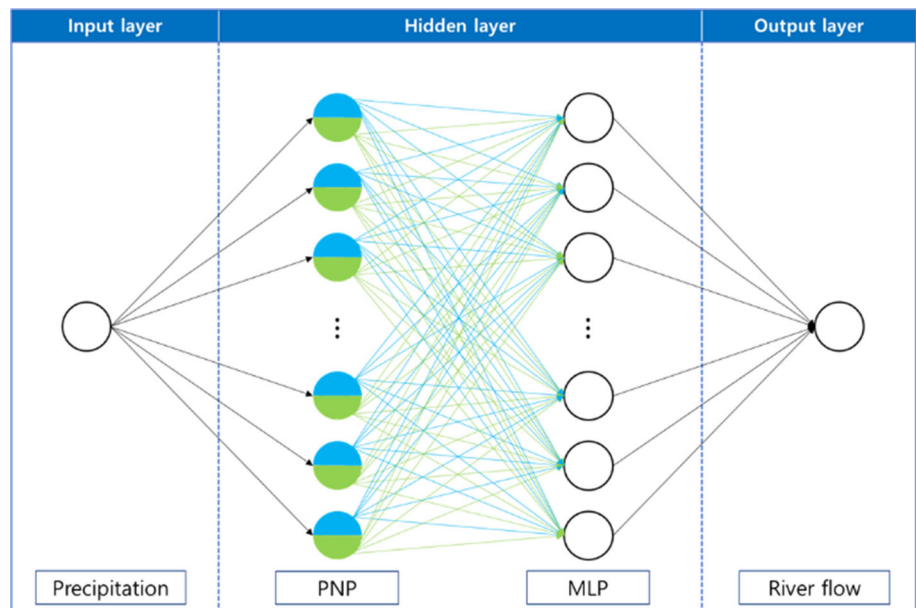 Input layer
Hidden layer
Output layer
Precipitation
PNP
MLP
River flow